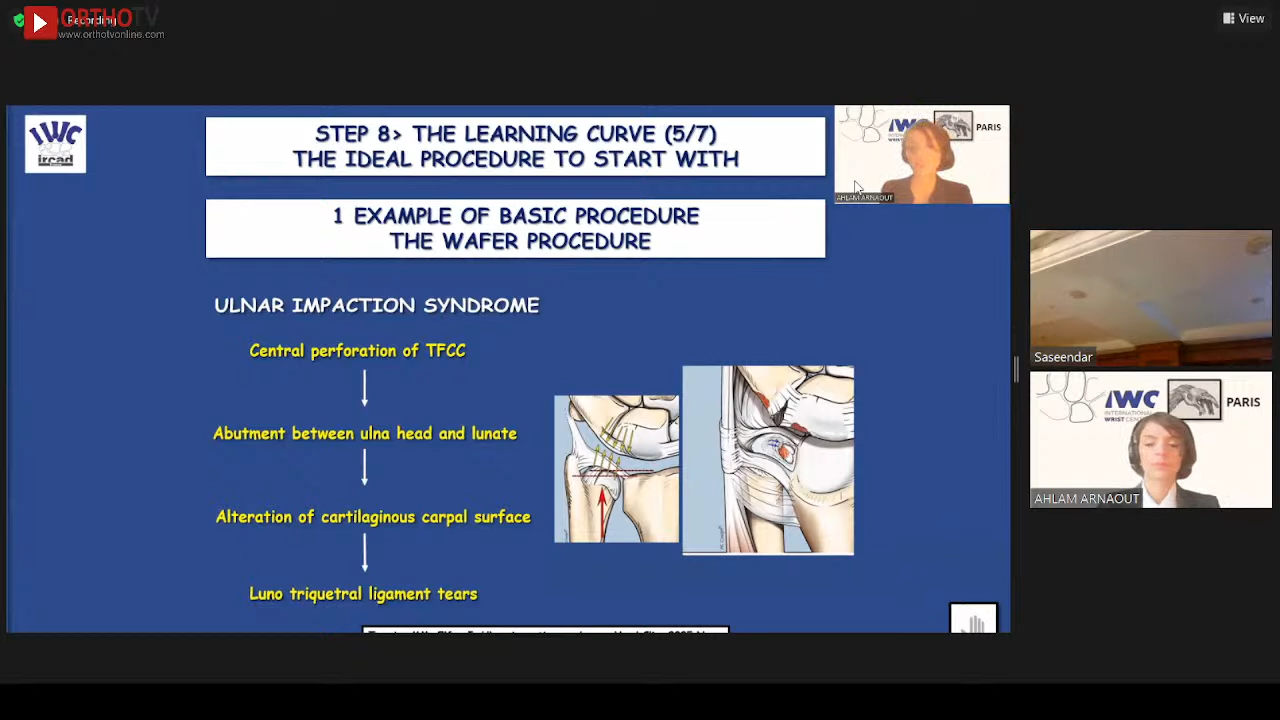 ORTHOTV
Recording
www.orthotvonline.com
View
IWC
ircad
STEP 8> THE LEARNING CURVE (5/7)
THE IDEAL PROCEDURE TO START WITH
1 EXAMPLE OF BASIC PROCEDURE
THE WAFER PROCEDURE
PARIS
AHLAM ARNAOUT
ULNAR IMPACTION SYNDROME
Central perforation of TFCC
Abutment between ulna head and lunate
Alteration of cartilaginous carpal surface
Luno triquetral ligament tears
Saseendar
IWC
INTERNATIONAL
PARIS
AHLAM ARNAOUT